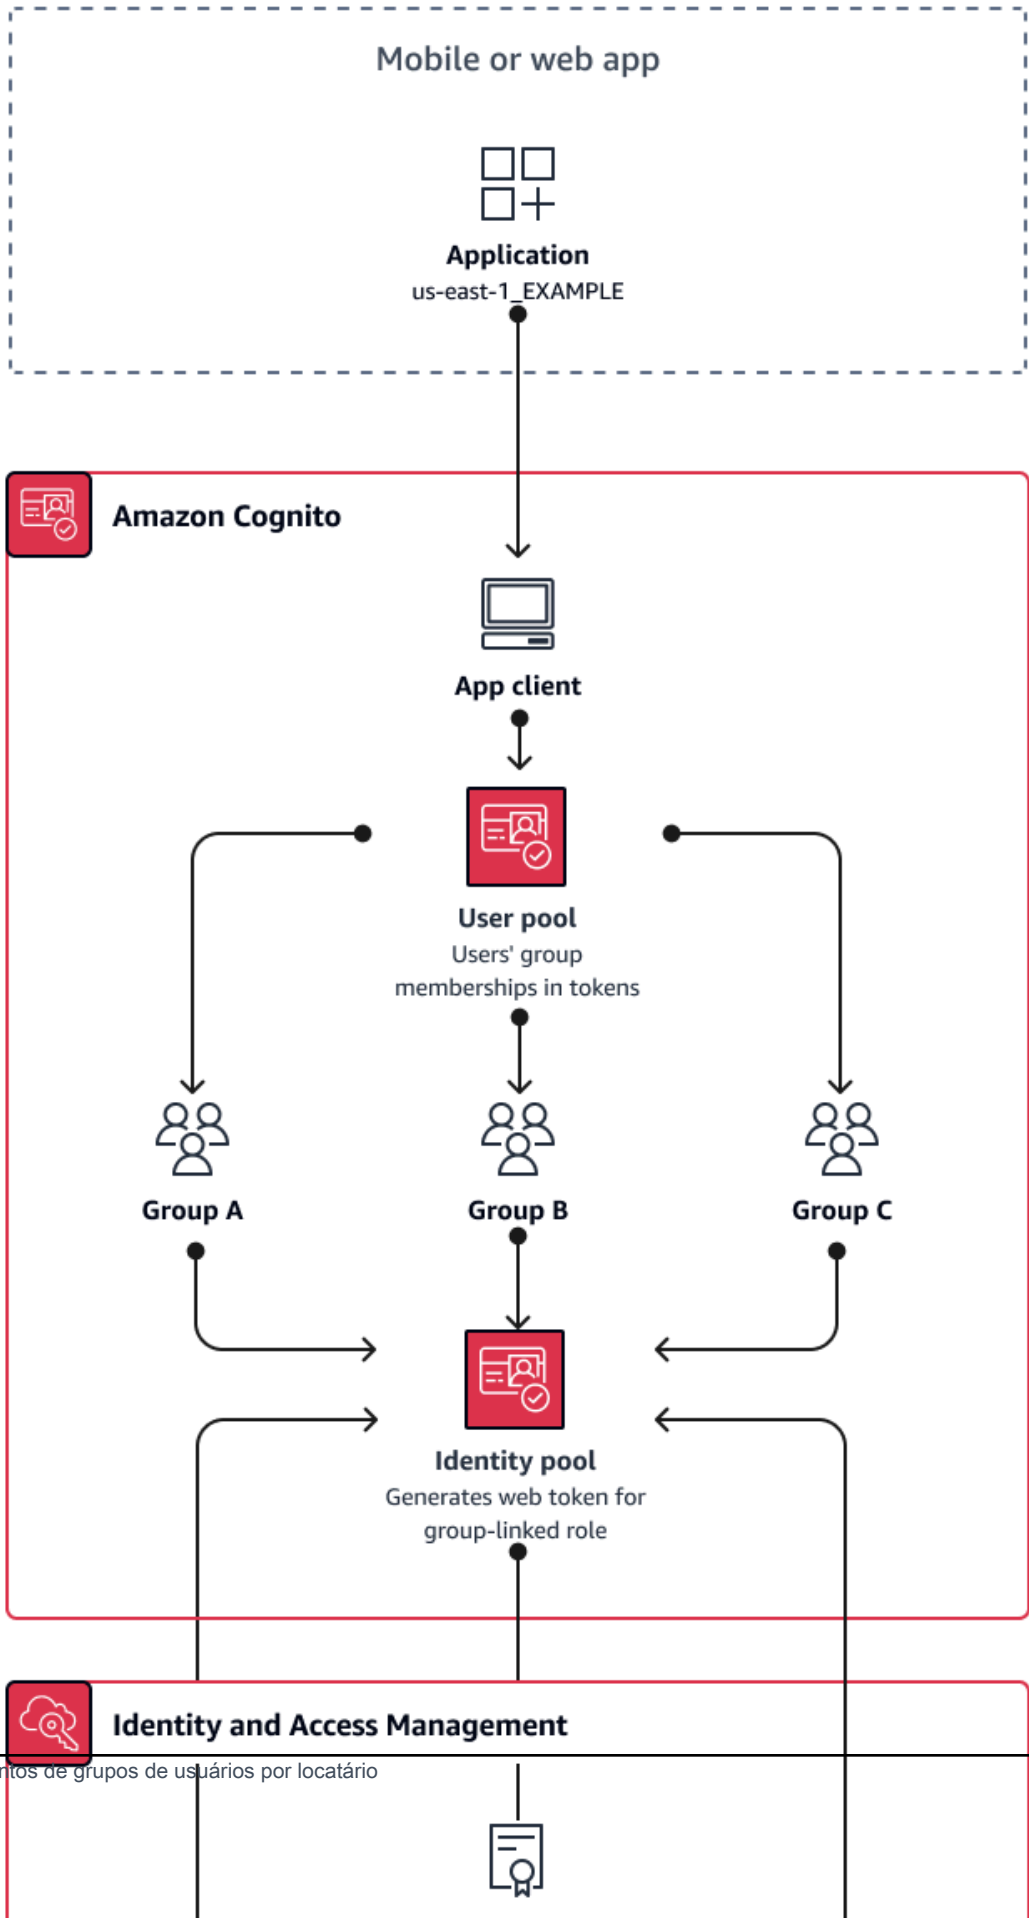 Mobile or web app
Application
us-east-1_EXAMPLE
Amazon Cognito
App client
User pool
Users' group
memberships in tokens
Group A
Group B
Group C
Identity pool
Generates web token for
group-linked role
Identity and Access Management
de grupos de usuários por locatário